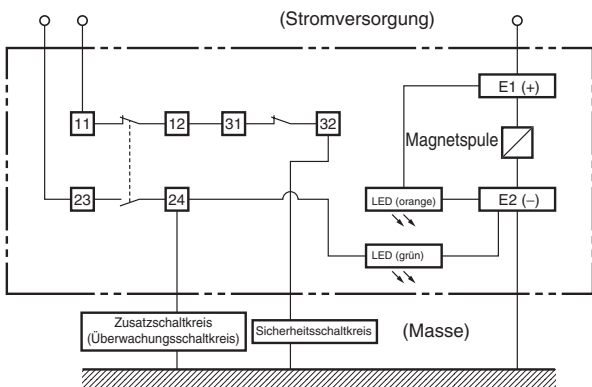 (Stromversorgung)
E1 (+)
11
12
31
32
Magnetspule
23
24
LED (orange)
E2 (−)
LED (grün)
Zusatzschaltkreis
(Überwachungsschaltkreis)
Sicherheitsschaltkreis
(Masse)